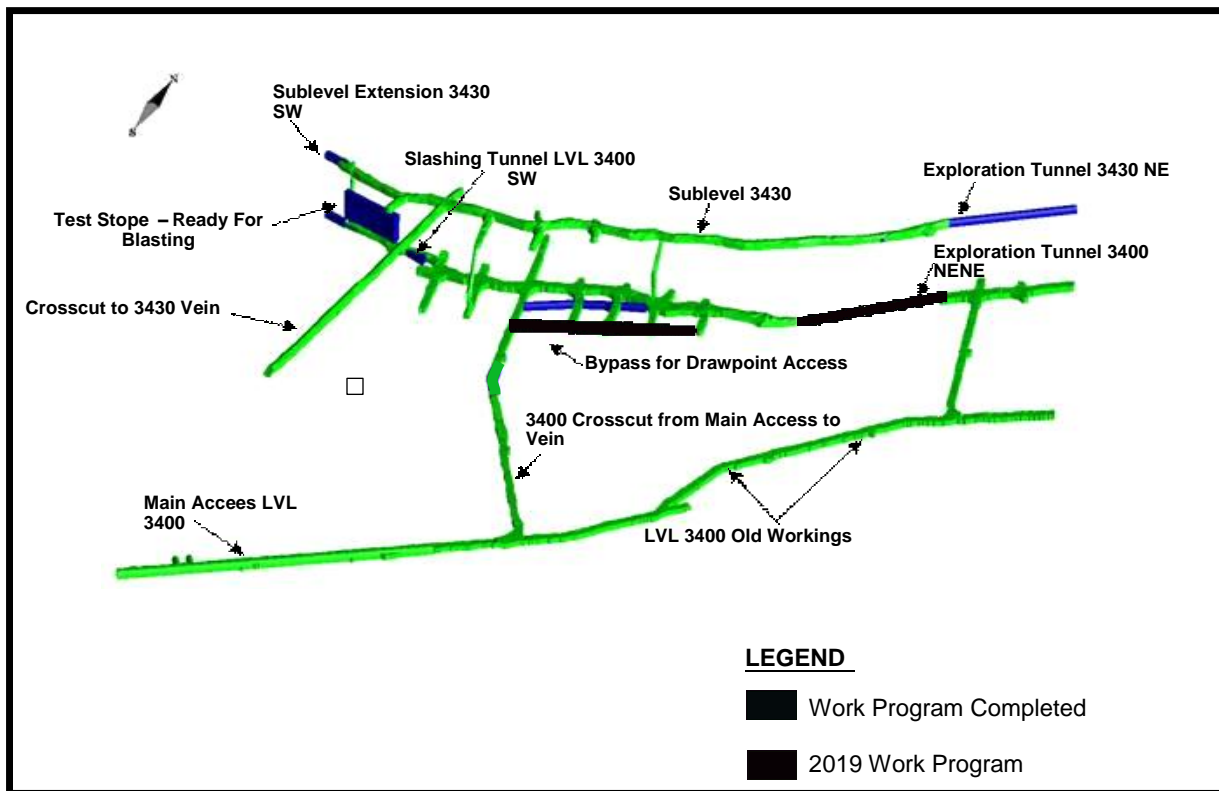 N
S
Sublevel Extension 3430
SW
Slashing Tunnel LVL 3400
SW
Exploration Tunnel 3430 NE
Sublevel 3430
Test Stope – Ready For
Blasting
Exploration Tunnel 3400
NENE
Crosscut to 3430 Vein
Bypass for Drawpoint Access
3400 Crosscut from Main Access to
Vein
Main Accees LVL
3400
LVL 3400 Old Workings
LEGEND
Work Program Completed
2019 Work Program